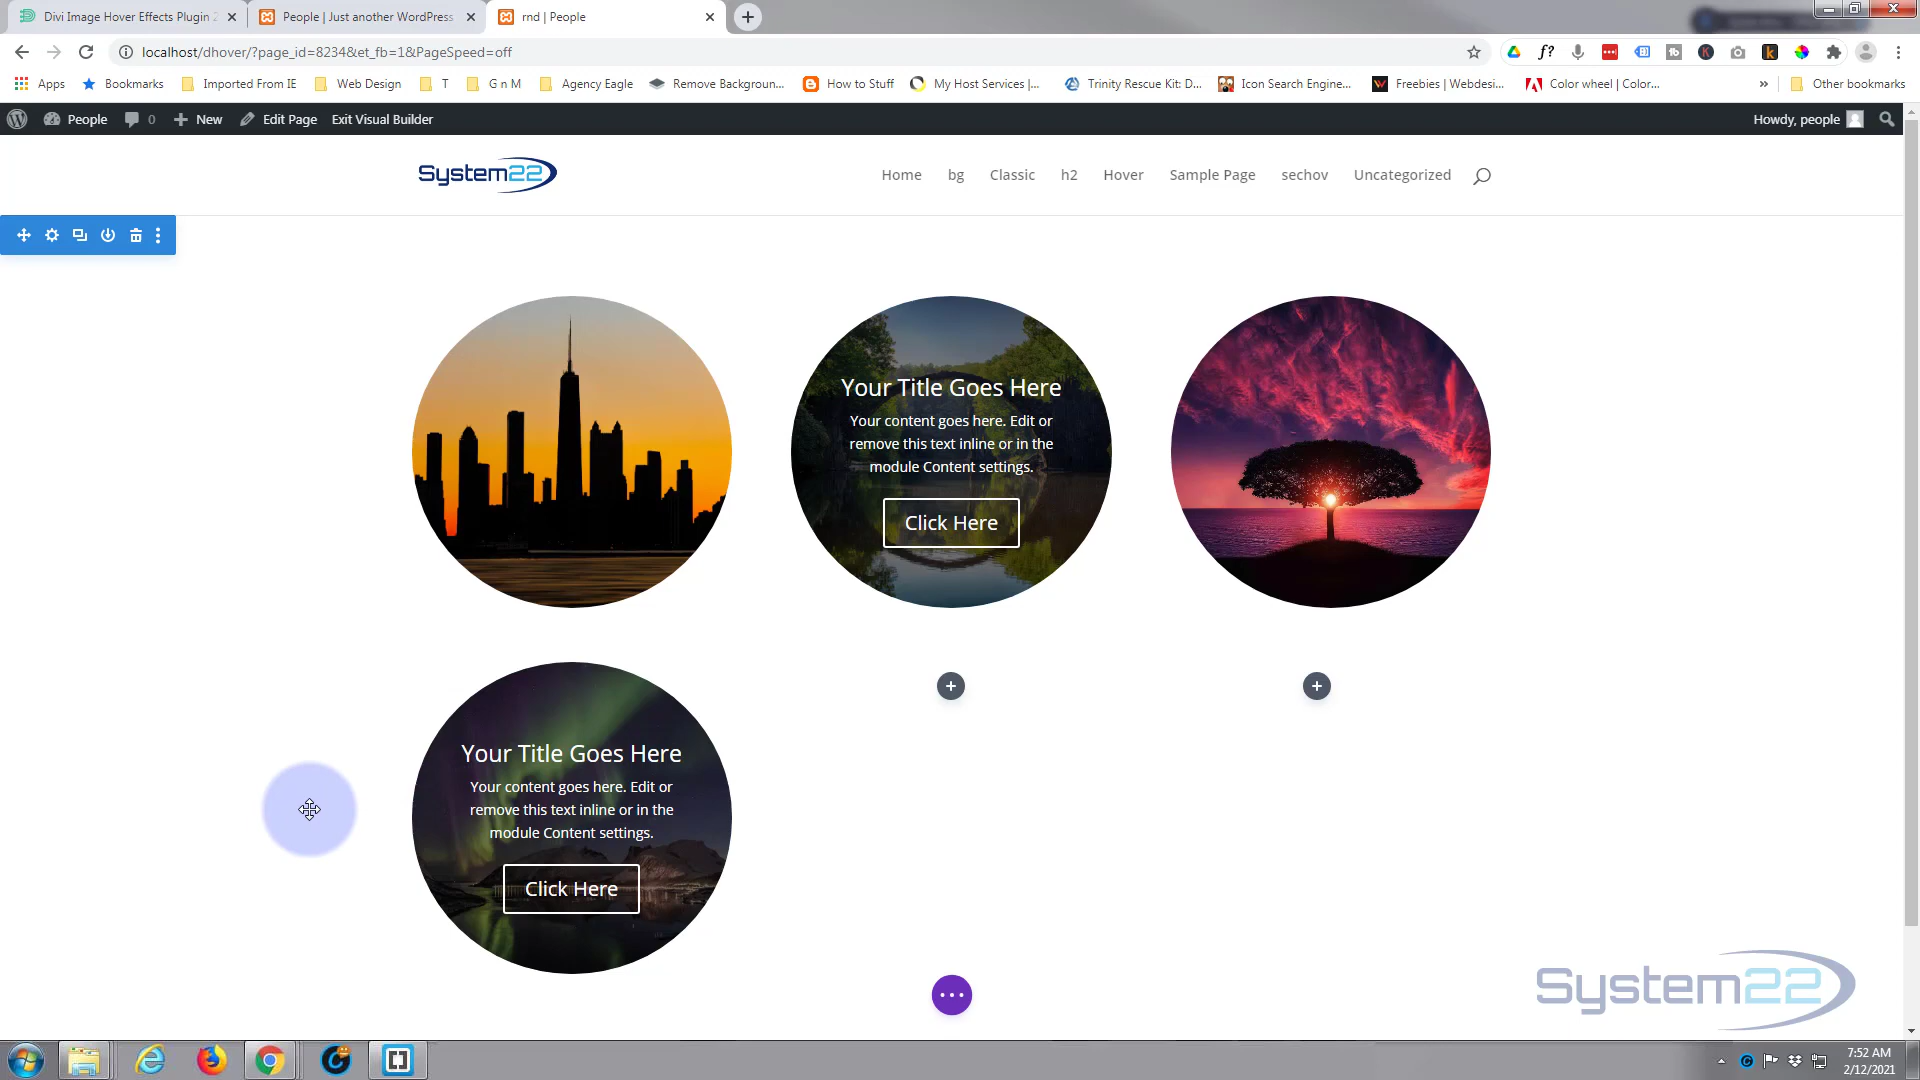 Divi Image Hover Effects Plugin 2
People | Just another WordPress
rnd | People
localhost/dhover/?page_id=8234&et_fb=1&PageSpeed=off
Apps
Bookmarks
Imported From IE
Web Design
T
G n M
Agency Eagle
Remove Backgroun...
How to Stuff
My Host Services |...
Trinity Rescue Kit: D...
Icon Search Engine...
Freebies | Webdesi...
Color wheel | Color...
»
Other bookmarks
People
0
New
Edit Page
Exit Visual Builder
Howdy, people
System22
Home
bg
Classic
h2
Hover
Sample Page
sechov
Uncategorized
Your Title Goes Here
Your content goes here. Edit or
remove this text inline or in the
module Content settings.
Click Here
Your Title Goes Here
Your content goes here. Edit or
remove this text inline or in the
module Content settings.
Click Here
System22
7:52 AM
2/12/2021